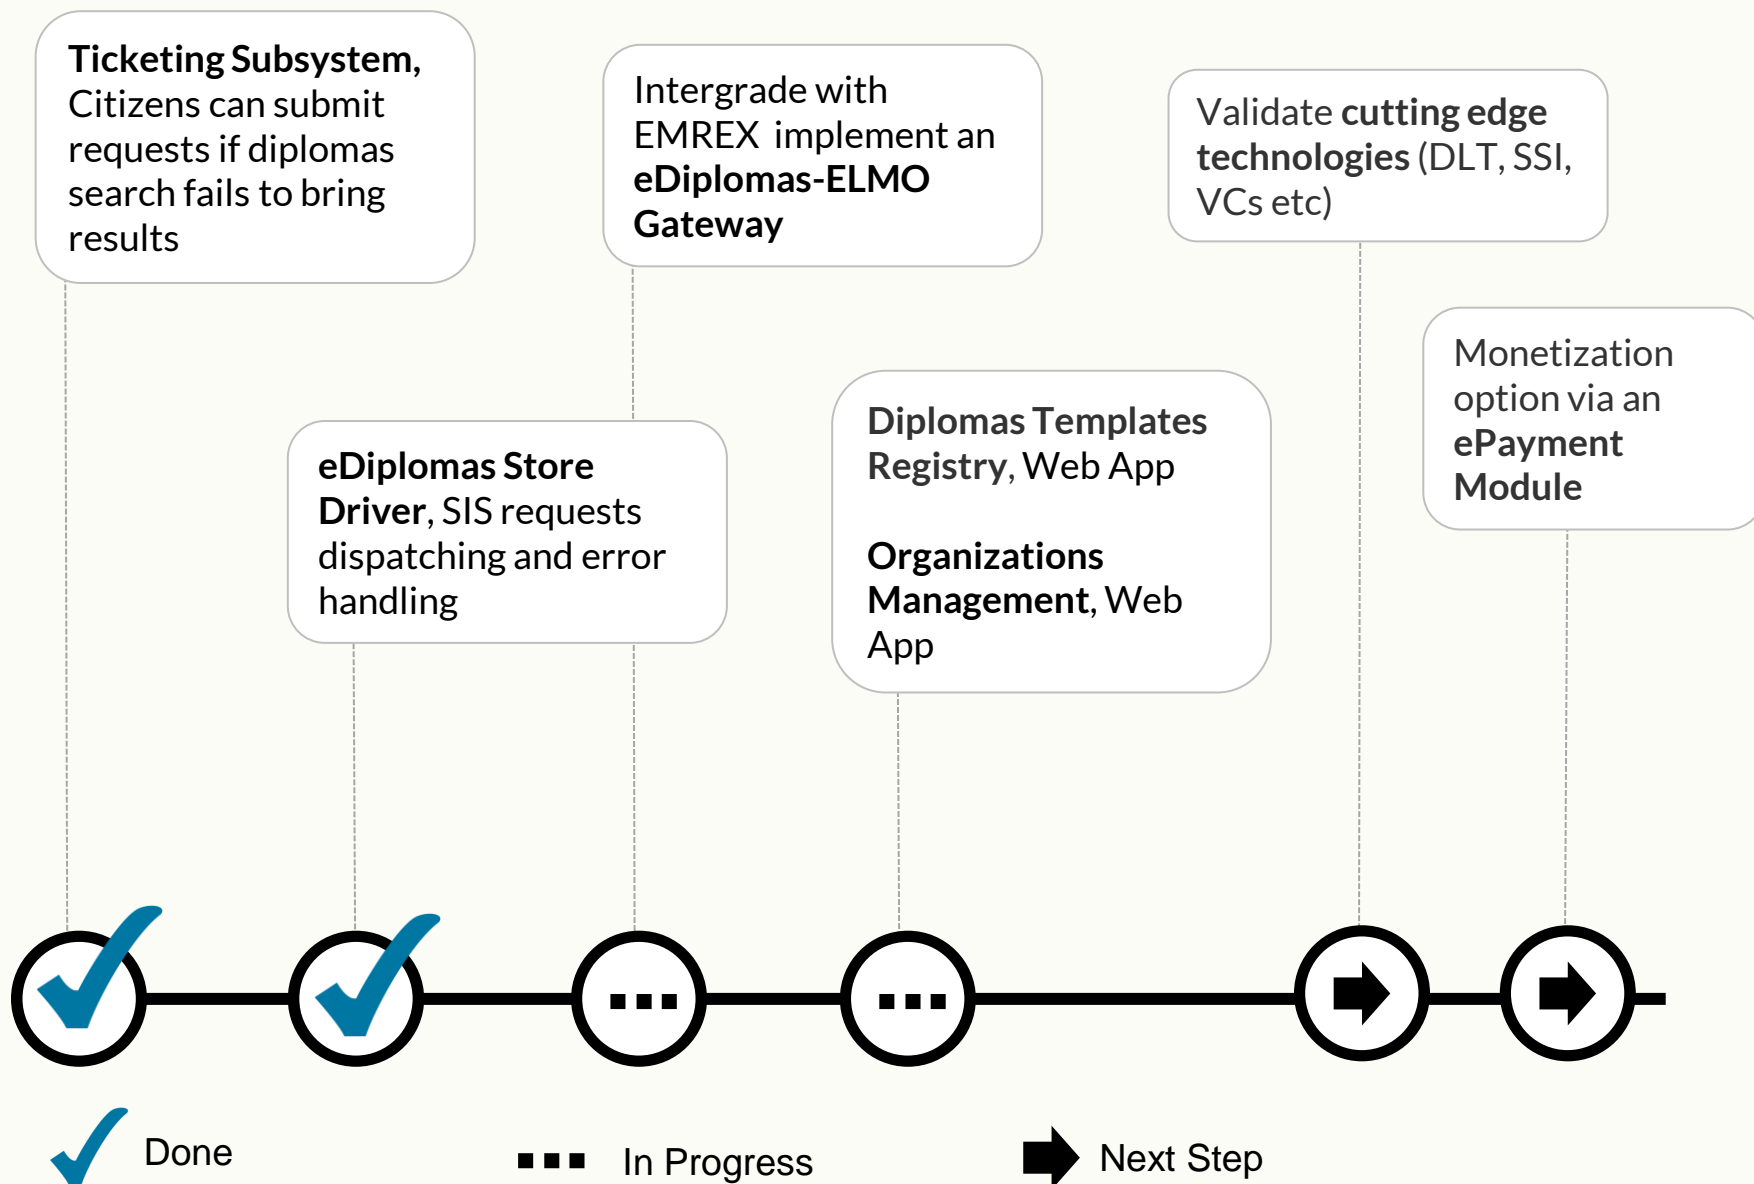 Ticketing Subsystem,
Citizens can submit
requests if diplomas
search fails to bring
results
Intergrade with
EMREX implement an
eDiplomas-ELMO
Gateway
Validate cutting edge
technologies (DLT, SSI,
VCs etc)
Monetization
option via an
ePayment
Module
eDiplomas Store
Driver, SIS requests
dispatching and error
handling
Diplomas Templates
Registry, Web App
Organizations
Management, Web
App
Done
In Progress
Next Step